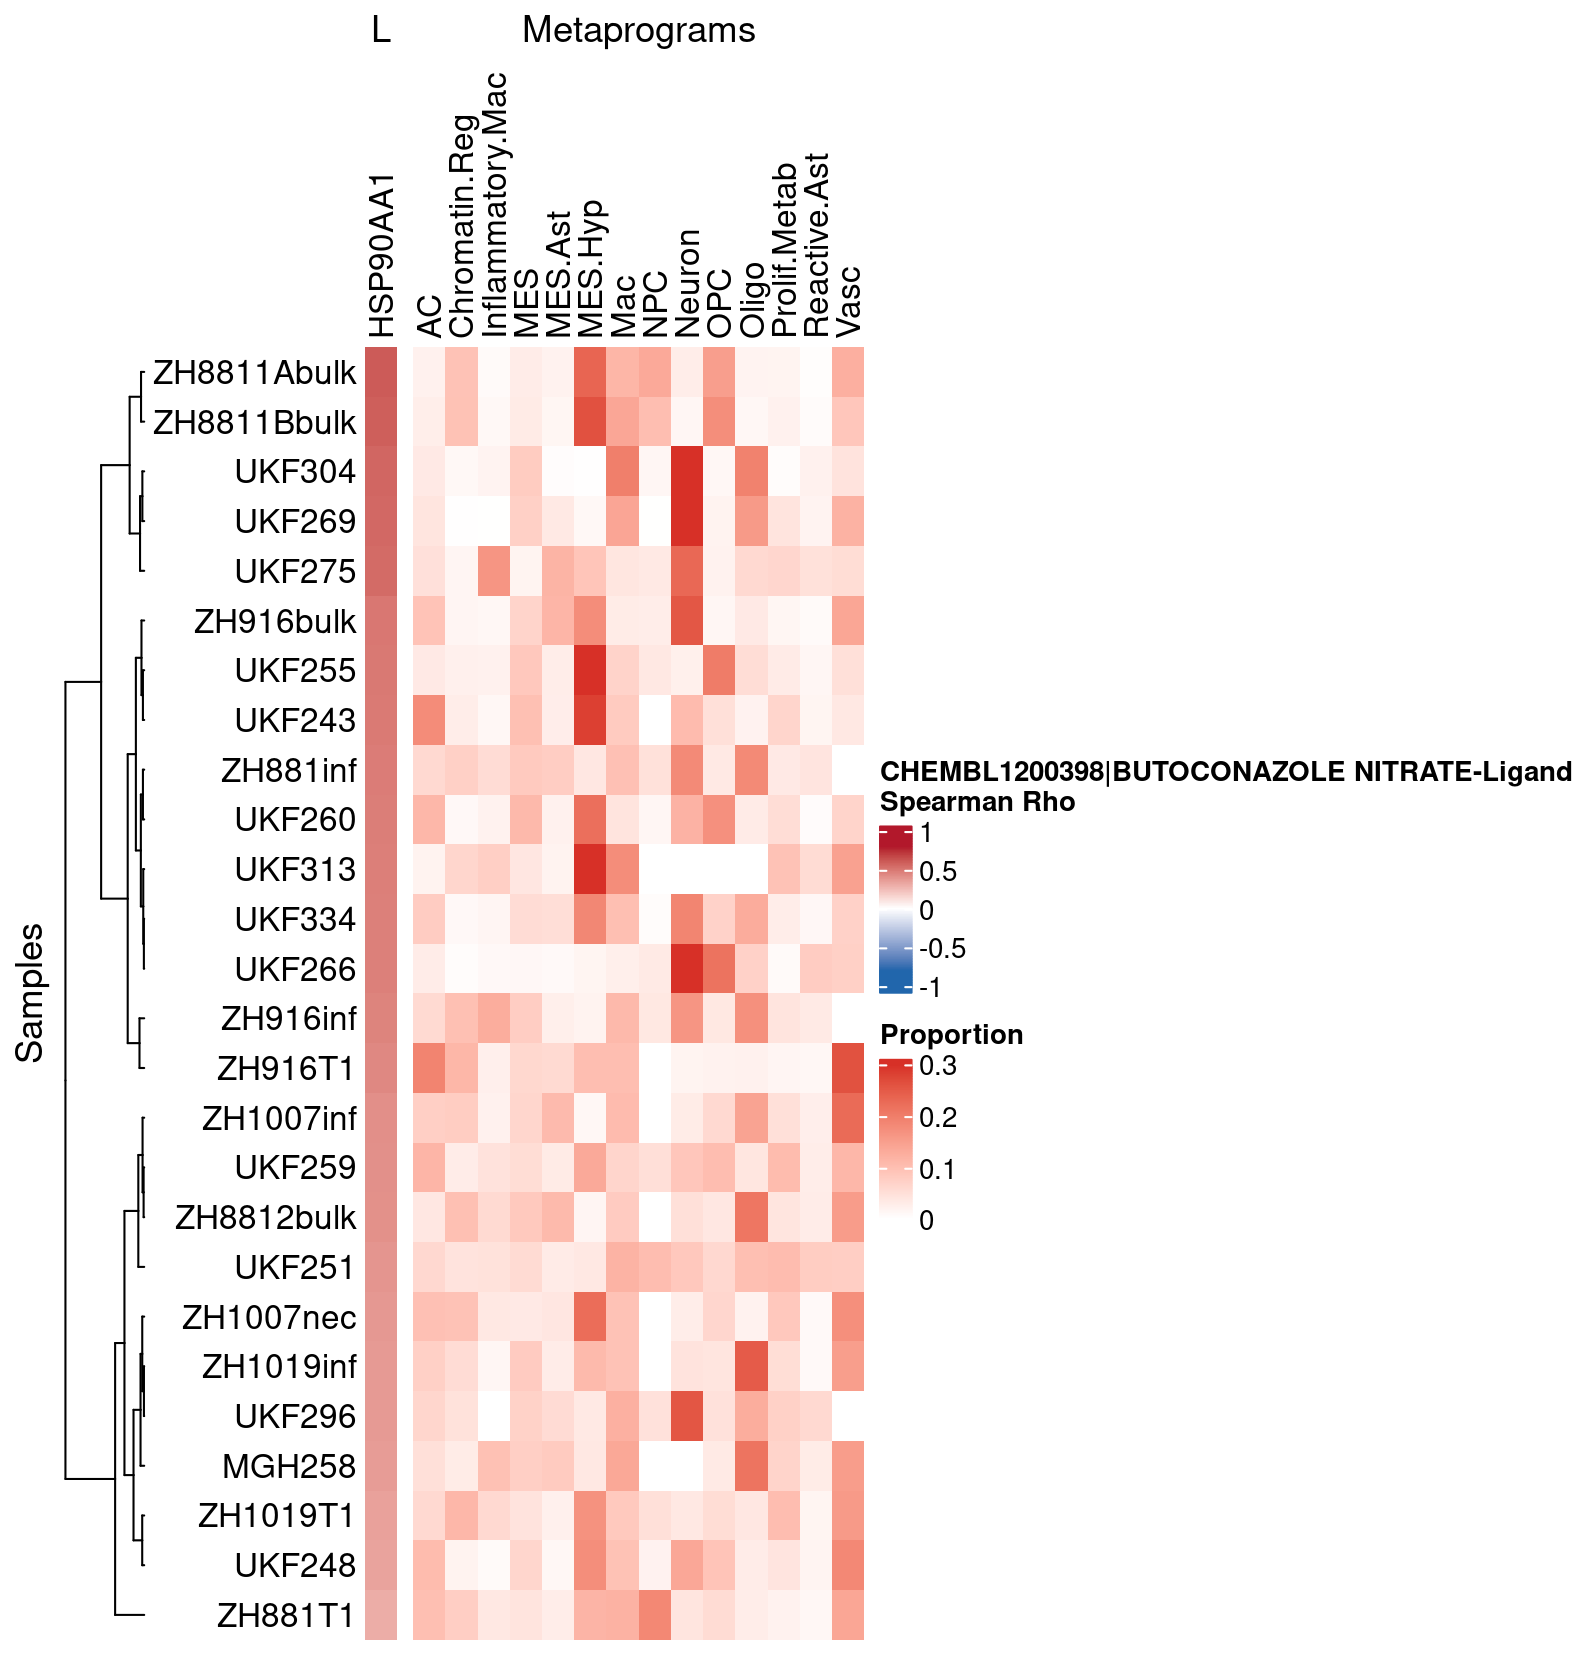 L Metaprograms
HSP90AA1
AC
Chromatin.Reg
Inflammatory.Mac
MES
MES.Ast
MES.Hyp
Mac
NPC
Neuron
OPC
Oligo
Prolif.Metab
Reactive.Ast
Vasc
Samples
ZH8811Abulk
ZH8811Bbulk
UKF304
UKF269
UKF275
ZH916bulk
UKF255
UKF243
ZH881inf
UKF260
UKF313
UKF334
UKF266
ZH916inf
ZH916T1
ZH1007inf
UKF259
ZH8812bulk
UKF251
ZH1007nec
ZH1019inf
UKF296
MGH258
ZH1019T1
UKF248
ZH881T1
CHEMBL1200398|BUTOCONAZOLE NITRATE-Ligand
Spearman Rho
1
0.5
0
-0.5
-1
Proportion
0.3
0.2
0.1
0